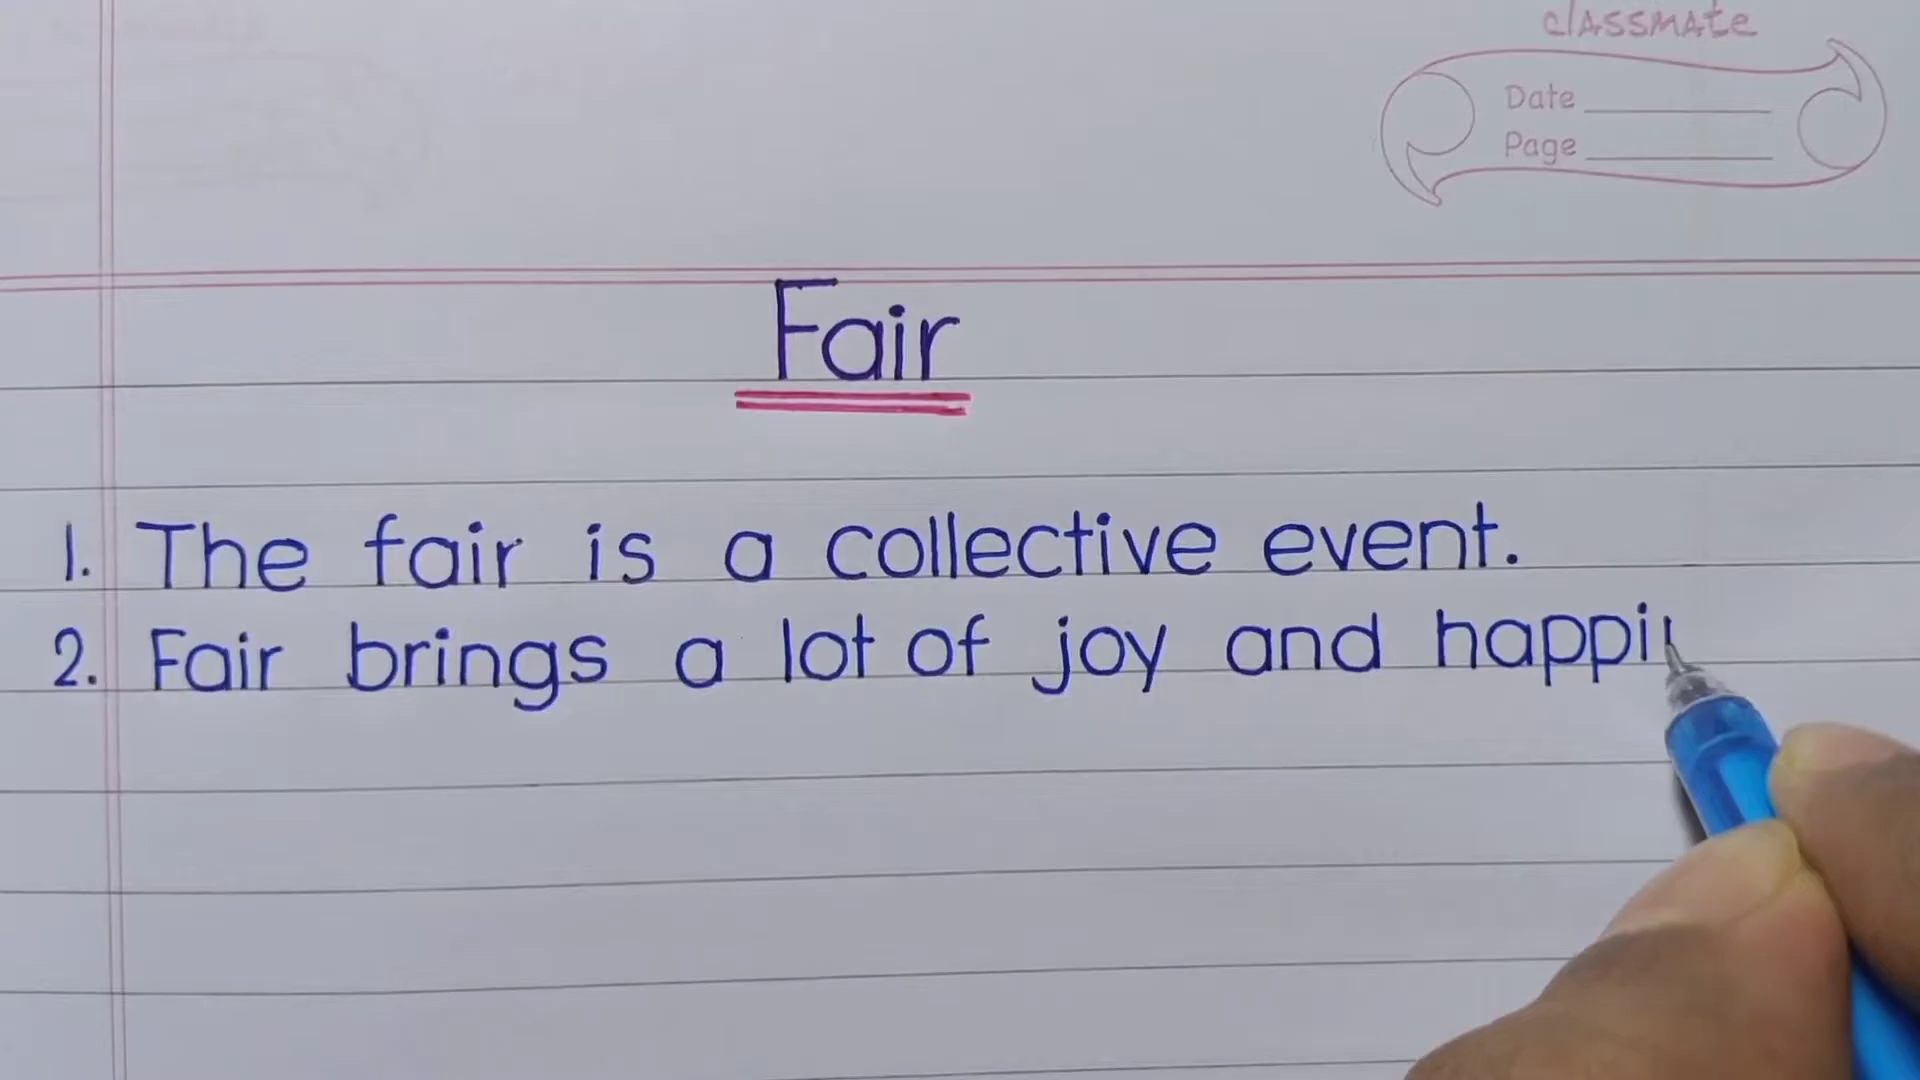 classmate
Date
Page
Fair
1. The fair is a collective event.
2. Fair brings a lot of joy and happi